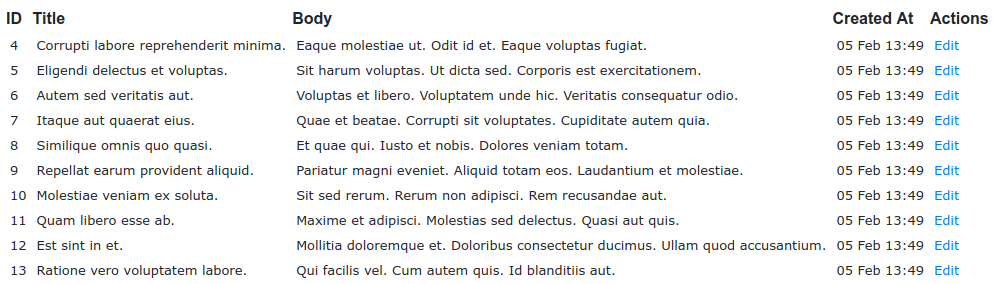 ID Title Body Created At Actions
4 Corrupti labore reprehenderit minima. Eaque molestiae ut. Odit id et. Eaque voluptas fugiat. 05 Feb 13:49 Edit
5 Eligendi delectus et voluptas. Sit harum voluptas. Ut dicta sed. Corporis est exercitationem. 05 Feb 13:49 Edit
6 Autem sed veritatis aut. Voluptas et libero. Voluptatem unde hic. Veritatis consequatur odio. 05 Feb 13:49 Edit
7 Itaque aut quaerat eius. Quae et beatae. Corrupti sit voluptates. Cupiditate autem quia. 05 Feb 13:49 Edit
8 Similique omnis quo quasi. Et quae qui. Iusto et nobis. Dolores veniam totam. 05 Feb 13:49 Edit
9 Repellat earum provident aliquid. Pariatur magni eveniet. Aliquid totam eos. Laudantium et molestiae. 05 Feb 13:49 Edit
10 Molestiae veniam ex soluta. Sit sed rerum. Rerum non adipisci. Rem recusandae aut. 05 Feb 13:49 Edit
11 Quam libero esse ab. Maxime et adipisci. Molestias sed delectus. Quasi aut quis. 05 Feb 13:49 Edit
12 Est sint in et. Mollitia doloremque et. Doloribus consectetur ducimus. Ullam quod accusantium. 05 Feb 13:49 Edit
13 Ratione vero voluptatem labore. Qui facilis vel. Cum autem quis. Id blanditiis aut. 05 Feb 13:49 Edit